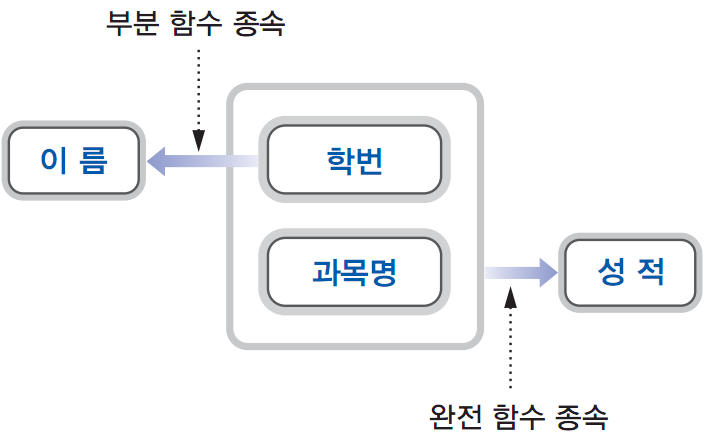 부분 함수 종속
이 름
학번
과목명
성 적
완전 함수 종속